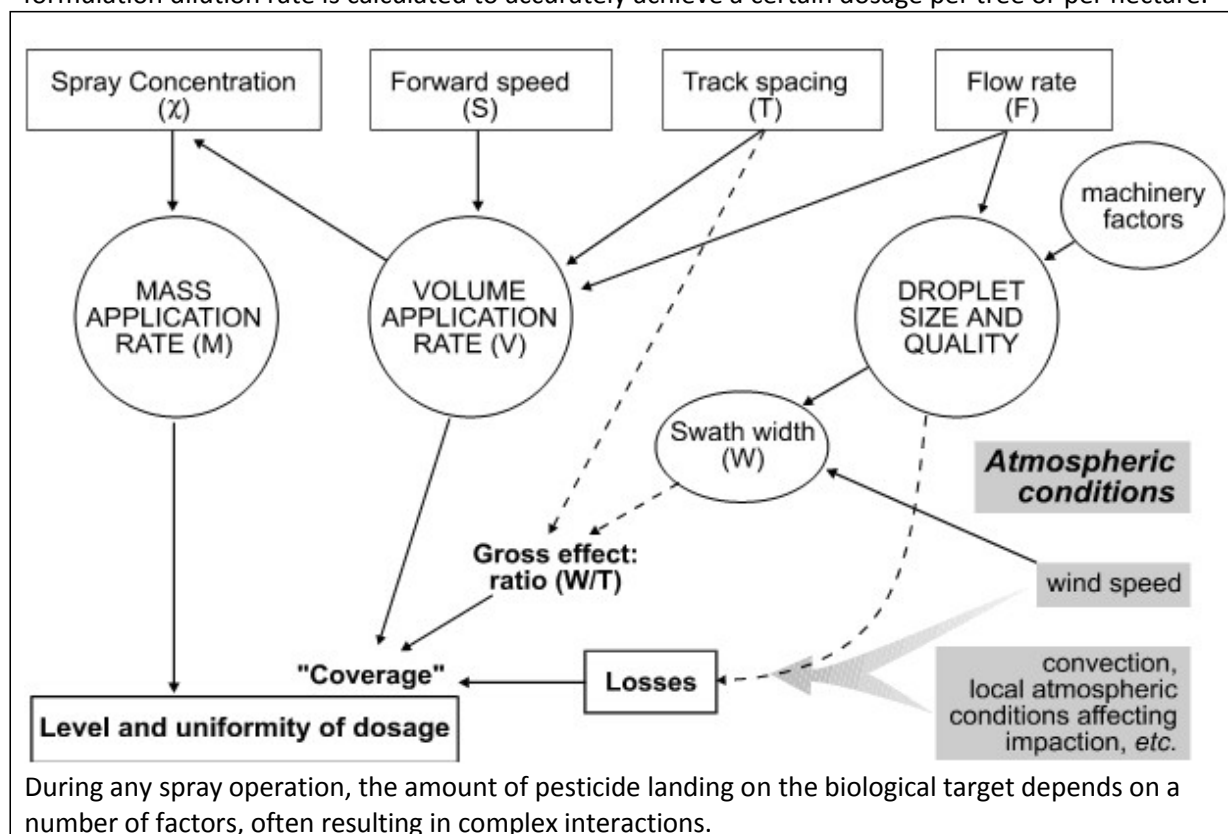 formulation dilution rate is calculated to accurately achieve a certain dosage per tree or per hectare.
Spray Concentration
(χ)
Forward speed
(S)
Track spacing
(T)
Flow rate
(F)
machinery
factors
MASS
APPLICATION
RATE (M)
VOLUME
APPLICATION
RATE (V)
DROPLET
SIZE AND
QUALITY
Swath width
(W)
Atmospheric
conditions
Gross effect:
ratio (W/T)
wind speed
"Coverage"
Losses
convection,
local atmospheric
conditions affecting
impaction, etc.
Level and uniformity of dosage
During any spray operation, the amount of pesticide landing on the biological target depends on a
number of factors, often resulting in complex interactions.